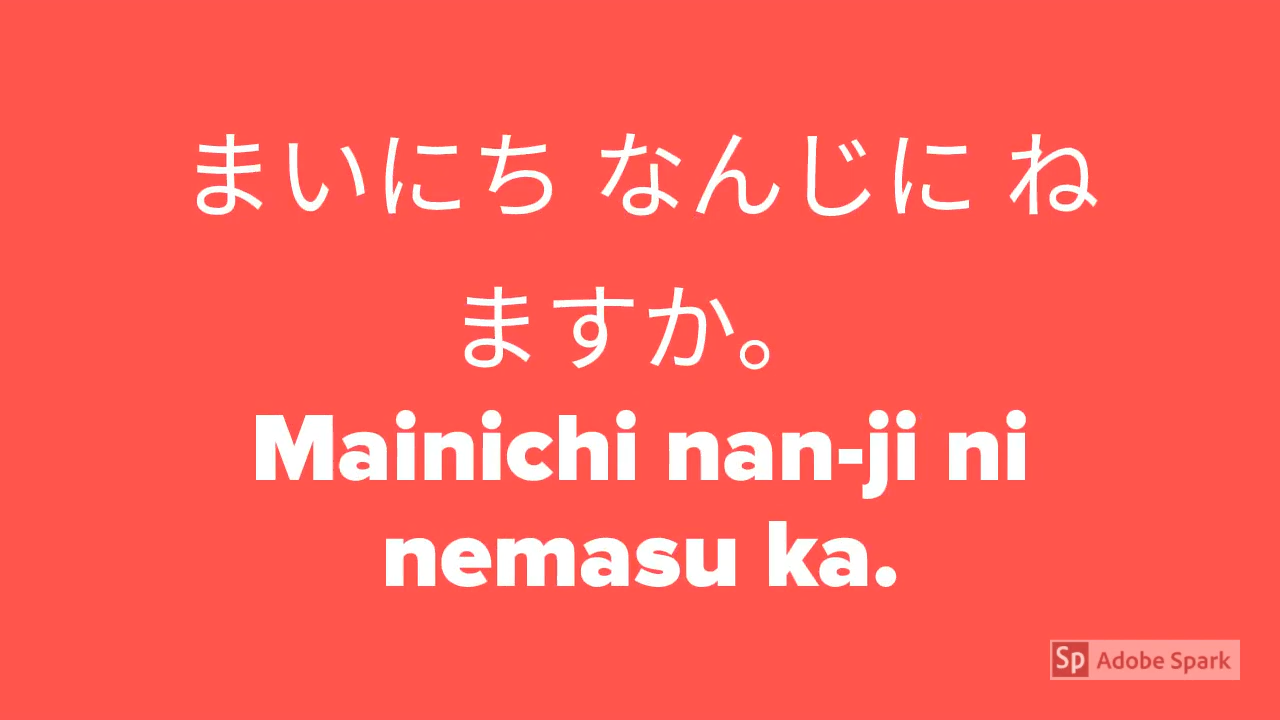 まいにち なんじに ね
ますか。
Mainichi nan-ji ni
nemasu ka.
Sp Adobe Spark